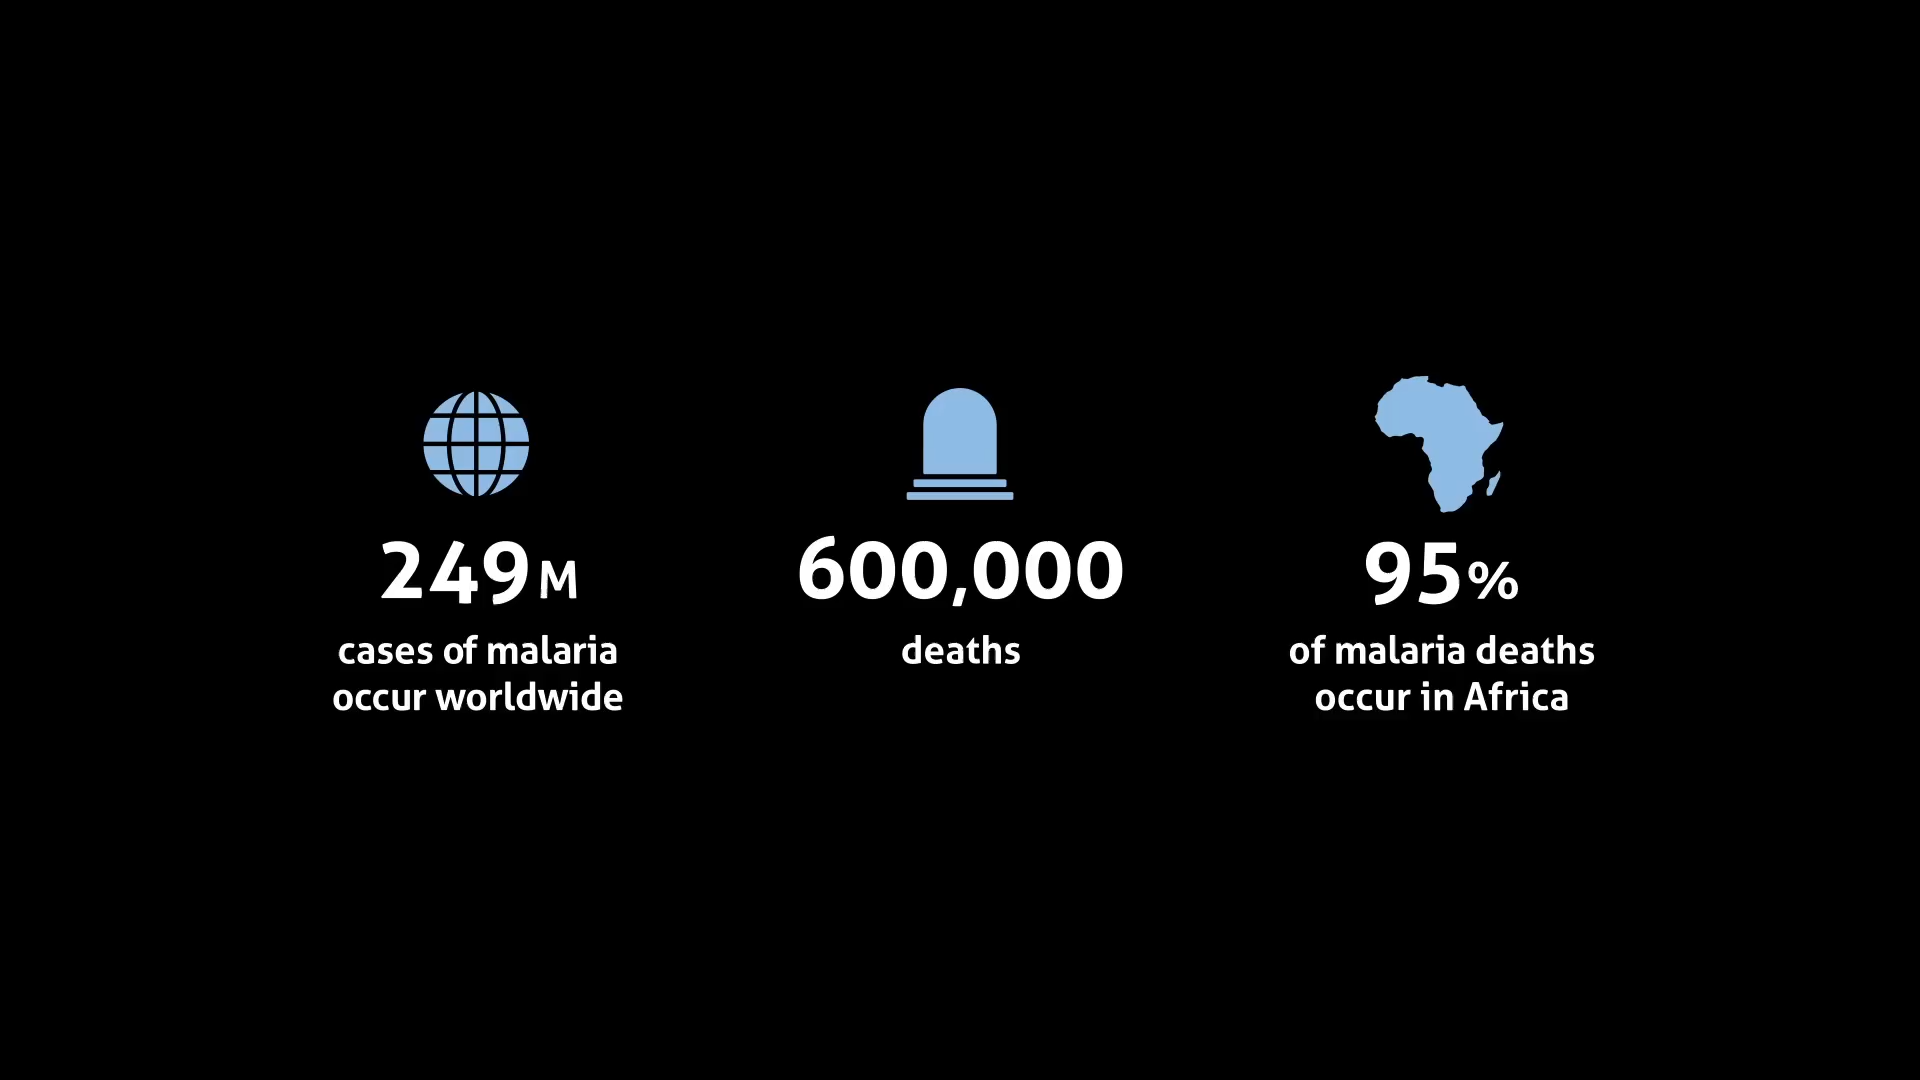 249M
cases of malaria
occur worldwide
600,000
deaths
95%
of malaria deaths
occur in Africa